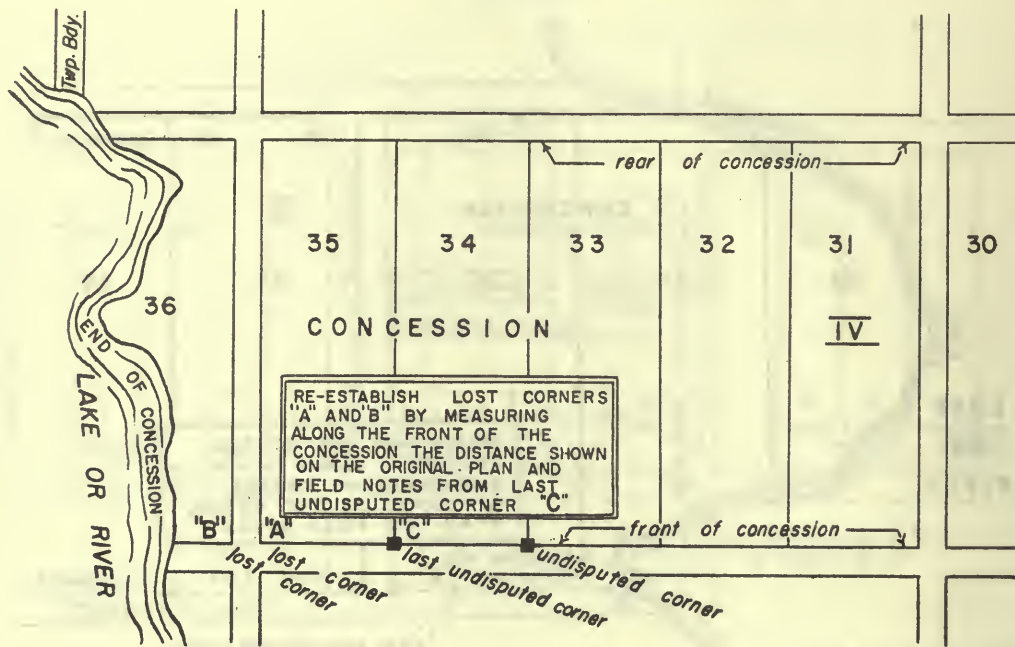 Twp. Bdy.
rear of concession
35 34 33 32 31 30
36
CONCESSION
IV
END OF CONCESSION
LAKE OR RIVER
RE-ESTABLISH LOST CORNERS
"A" AND "B" BY MEASURING
ALONG THE FRONT OF THE
CONCESSION THE DISTANCE SHOWN
ON THE ORIGINAL PLAN AND
FIELD NOTES FROM LAST
UNDISPUTED CORNER "C"
"B" "A" "C"
front of concession
lost corner
lost corner
last undisputed corner
undisputed corner